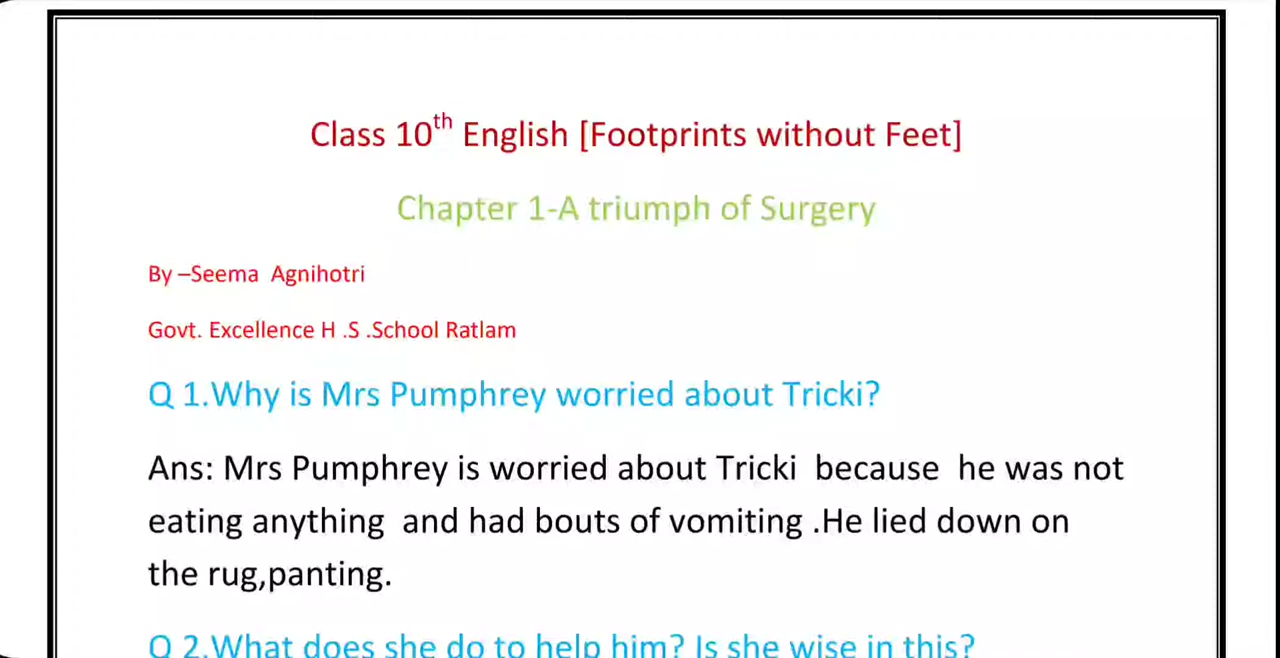 Class 10th English [Footprints without Feet]
Chapter 1-A triumph of Surgery
By –Seema  Agnihotri
Govt. Excellence H .S .School Ratlam
Q 1.Why is Mrs Pumphrey worried about Tricki?
Ans: Mrs Pumphrey is worried about Tricki  because  he was not
eating anything  and had bouts of vomiting .He lied down on
the rug,panting.
Q 2.What does she do to help him? Is she wise in this?